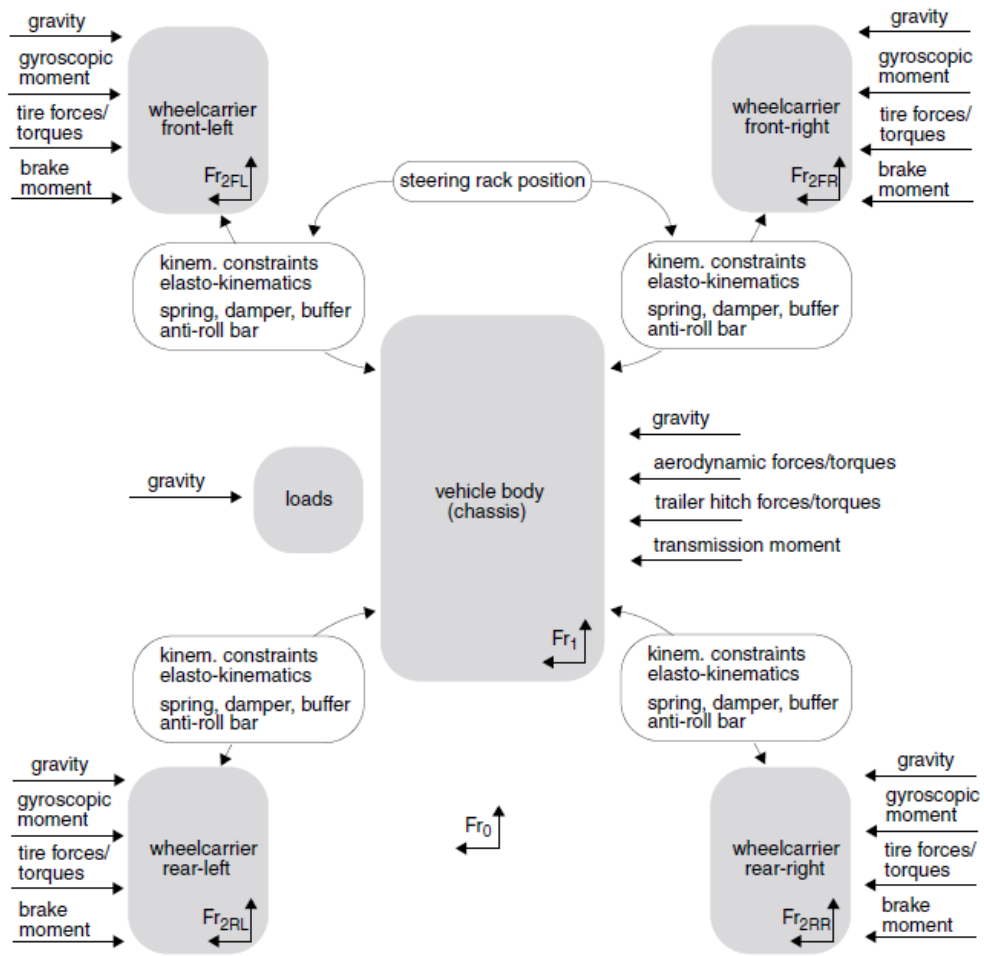 gravity
gyroscopic
moment
tire forces/
torques
brake
moment
wheelcarrier
front-left
Fr2FL
wheelcarrier
front-right
Fr2FR
gravity
gyroscopic
moment
tire forces/
torques
brake
moment
steering rack position
kinem. constraints
elasto-kinematics
spring, damper, buffer
anti-roll bar
kinem. constraints
elasto-kinematics
spring, damper, buffer
anti-roll bar
gravity
loads
vehicle body
(chassis)
Fr1
gravity
aerodynamic forces/torques
trailer hitch forces/torques
transmission moment
kinem. constraints
elasto-kinematics
spring, damper, buffer
anti-roll bar
kinem. constraints
elasto-kinematics
spring, damper, buffer
anti-roll bar
gravity
gyroscopic
moment
tire forces/
torques
brake
moment
wheelcarrier
rear-left
Fr2RL
Fr0
wheelcarrier
rear-right
Fr2RR
gravity
gyroscopic
moment
tire forces/
torques
brake
moment